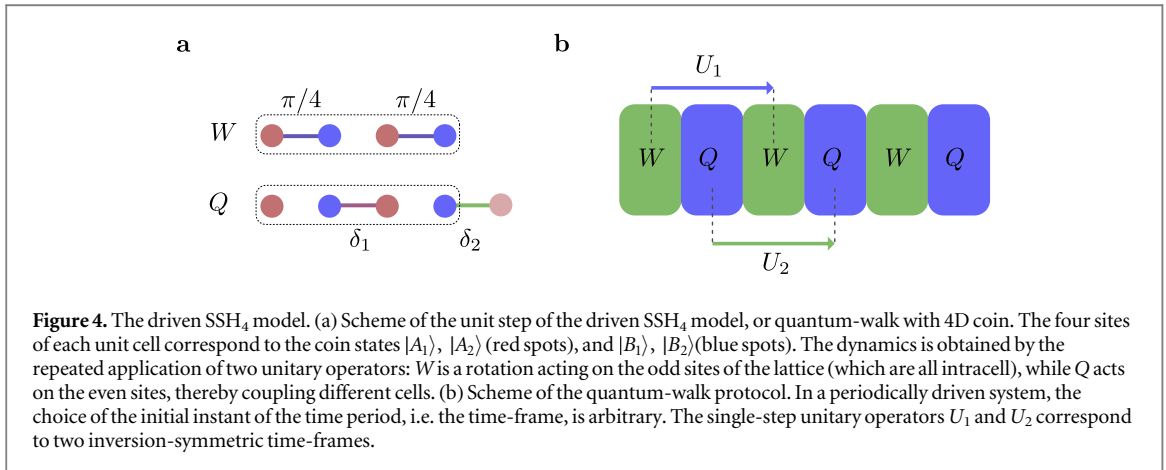 a
b
π/4 π/4
W
Q
δ₁ δ₂
U₁
W Q W Q W Q
U₂
Figure 4. The driven SSH₄ model. (a) Scheme of the unit step of the driven SSH₄ model, or quantum-walk with 4D coin. The four sites
of each unit cell correspond to the coin states |A₁⟩, |A₂⟩ (red spots), and |B₁⟩, |B₂⟩(blue spots). The dynamics is obtained by the
repeated application of two unitary operators: W is a rotation acting on the odd sites of the lattice (which are all intracell), while Q acts
on the even sites, thereby coupling different cells. (b) Scheme of the quantum-walk protocol. In a periodically driven system, the
choice of the initial instant of the time period, i.e. the time-frame, is arbitrary. The single-step unitary operators U₁ and U₂ correspond
to two inversion-symmetric time-frames.